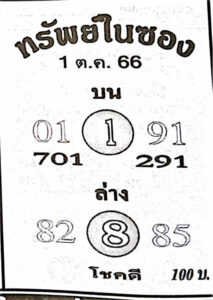 ทรัพย์ในซอง
1 ต.ค. 66
บน
01 1 91
701 291
ล่าง
82 8 85
โชคดี 100 บ.